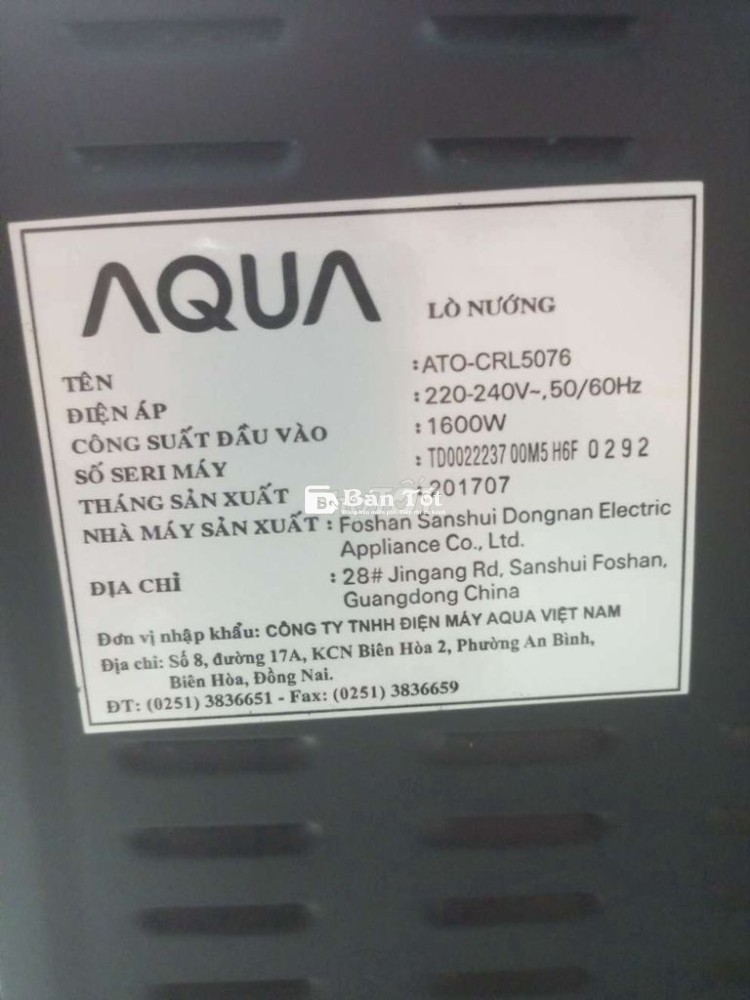 AQUA
LÒ NƯỚNG
TÊN : ATO-CRL5076
ĐIỆN ÁP : 220-240V~, 50/60Hz
CÔNG SUẤT ĐẦU VÀO : 1600W
SỐ SERI MÁY : TD0022237 00M5 H6F 0292
THÁNG SẢN XUẤT : 201707
Bán Tốt
NHÀ MÁY SẢN XUẤT : Foshan Sanshui Dongnan Electric
Appliance Co., Ltd.
ĐỊA CHỈ : 28# Jingang Rd, Sanshui Foshan,
Guangdong China
Đơn vị nhập khẩu: CÔNG TY TNHH ĐIỆN MÁY AQUA VIỆT NAM
Địa chỉ: Số 8, đường 17A, KCN Biên Hòa 2, Phường An Bình,
Biên Hòa, Đồng Nai.
ĐT: (0251) 3836651 - Fax: (0251) 3836659